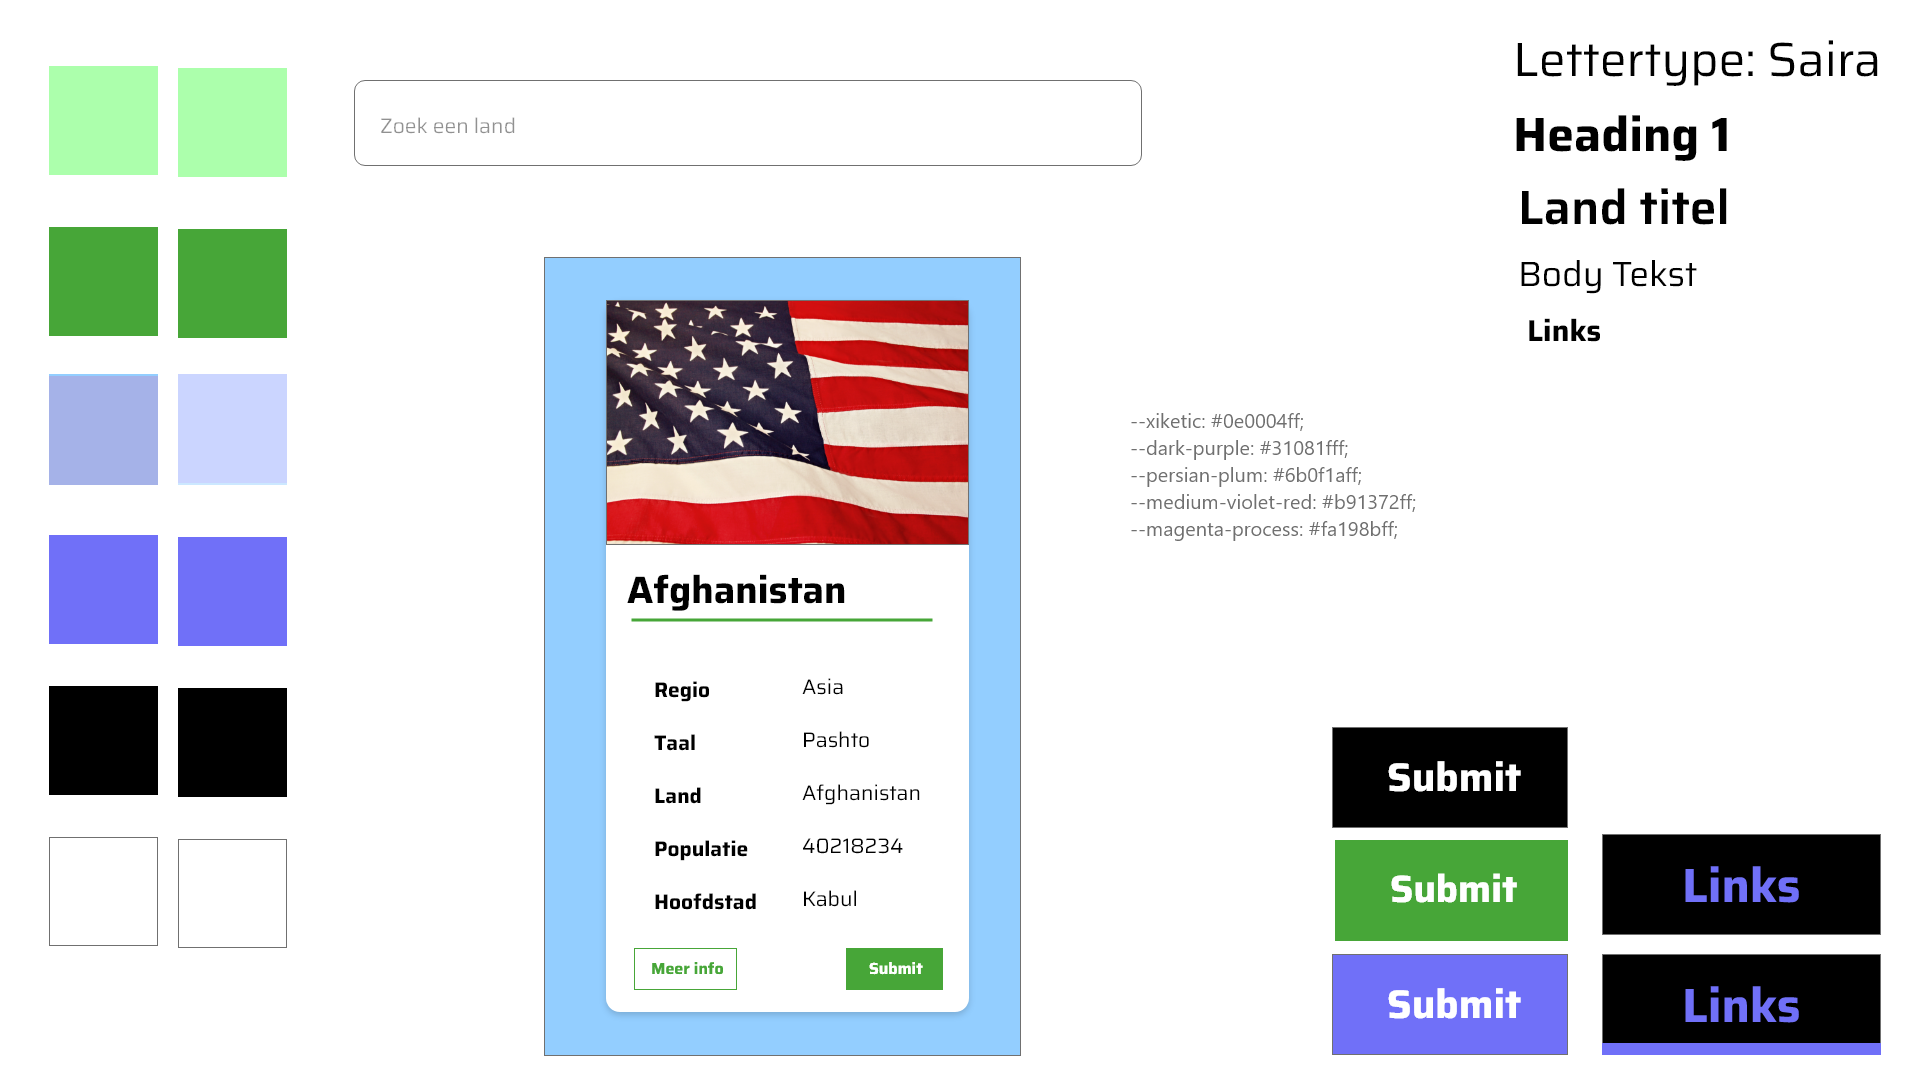 Zoek een land
Lettertype: Saira
Heading 1
Land titel
Body Tekst
Links
--xiketic: #0e0004ff;
--dark-purple: #31081fff;
--persian-plum: #6b0f1aff;
--medium-violet-red: #b91372ff;
--magenta-process: #fa198bff;
Afghanistan
Regio Asia
Taal Pashto
Land Afghanistan
Populatie 40218234
Hoofdstad Kabul
Meer info Submit
Submit
Submit
Links
Submit
Links